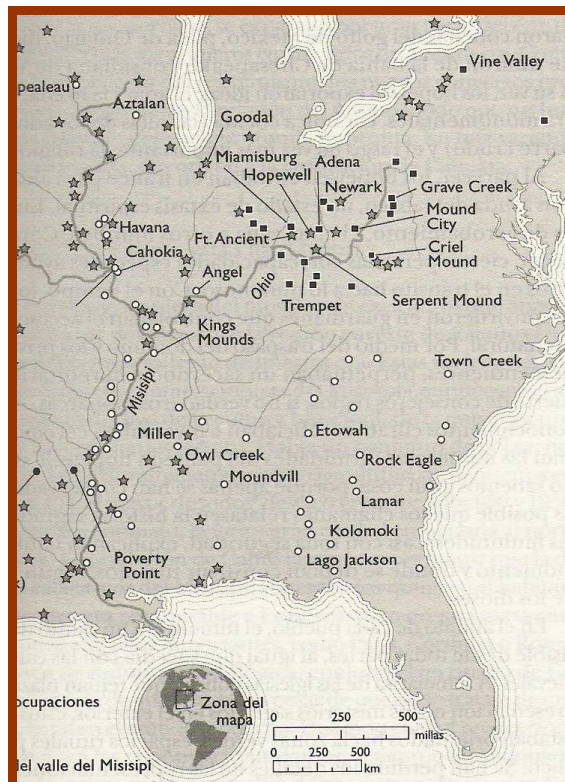 Vine Valley
pealeau
Aztalan
Goodal
Miamisburg
Hopewell
Adena
Newark
Grave Creek
Mound
City
Havana
Ft. Ancient
Criel
Mound
Cahokia
Angel
Ohio
Trempet
Serpent Mound
Kings
Mounds
Misisipi
Town Creek
Miller
Etowah
Owl Creek
Rock Eagle
Moundvill
Lamar
Kolomoki
Poverty
Point
Lago Jackson
)
ocupaciones
Zona del
mapa
0 250 500
millas
0 250 500
km
del valle del Misisipi